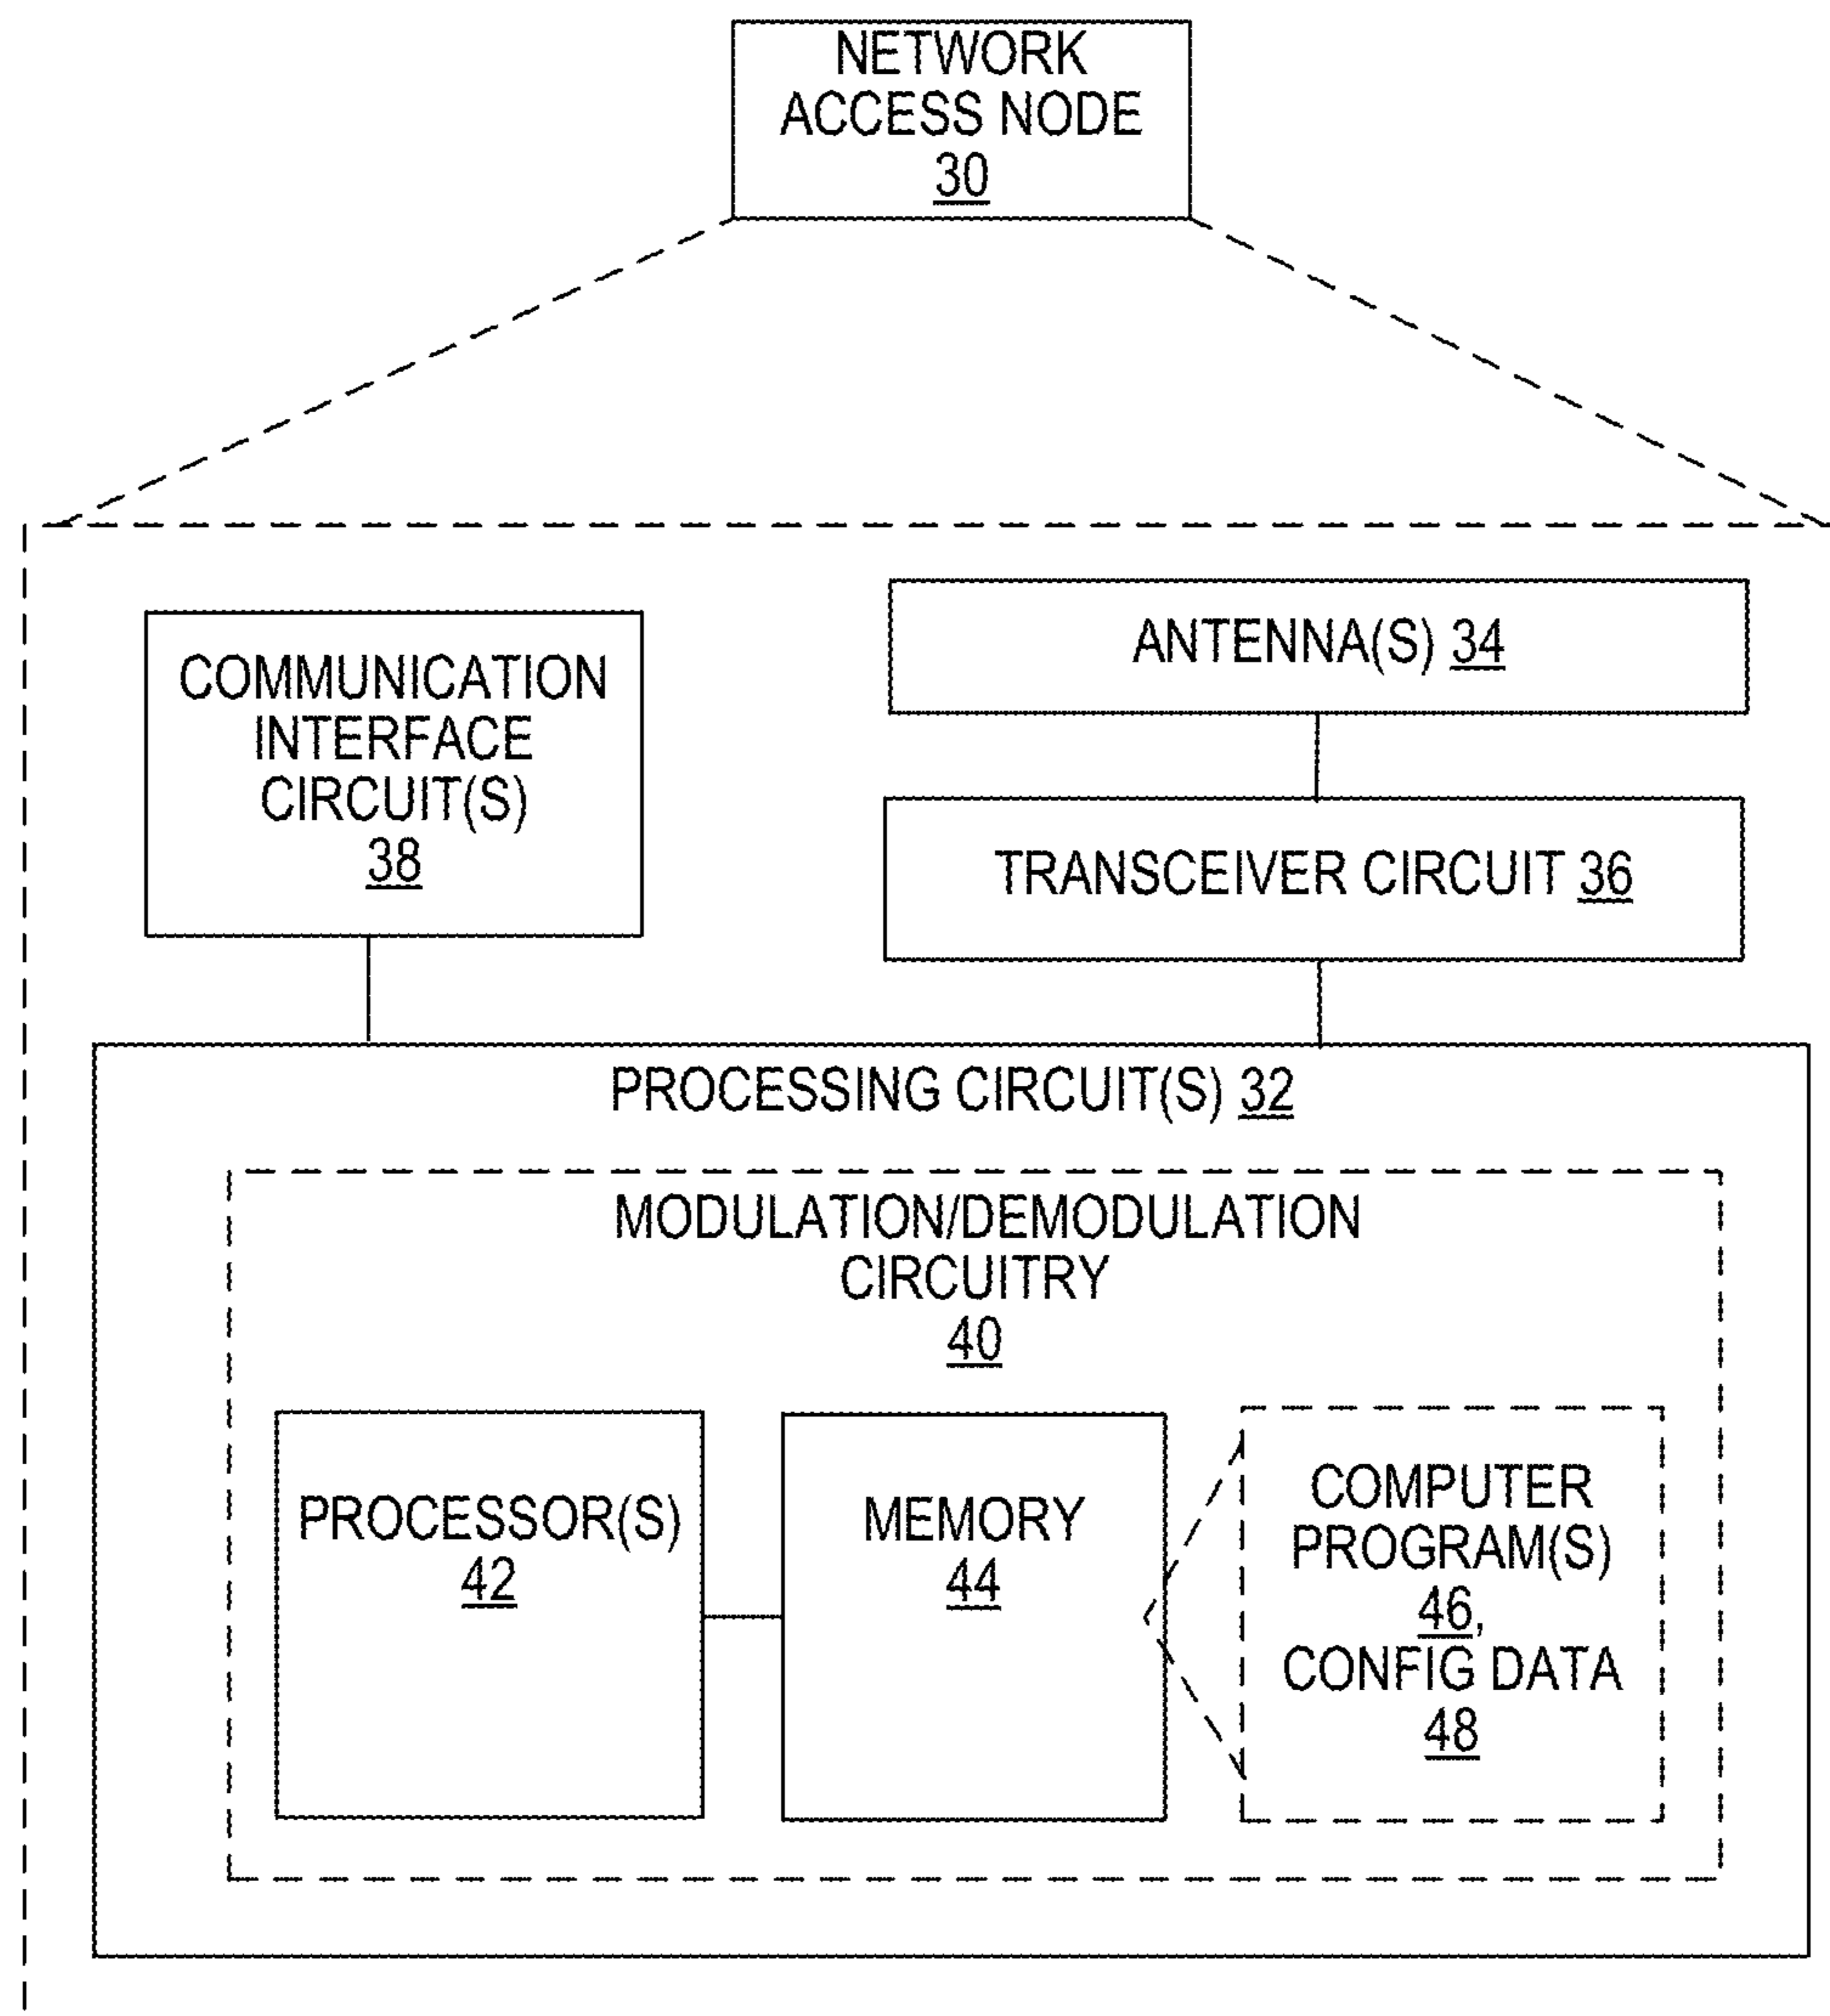 NETWORK
ACCESS NODE
30
COMMUNICATION
INTERFACE
CIRCUIT(S)
38
ANTENNA(S) 34
TRANSCEIVER CIRCUIT 36
PROCESSING CIRCUIT(S) 32
MODULATION/DEMODULATION
CIRCUITRY
40
PROCESSOR(S)
42
MEMORY
44
COMPUTER
PROGRAM(S)
46,
CONFIG DATA
48